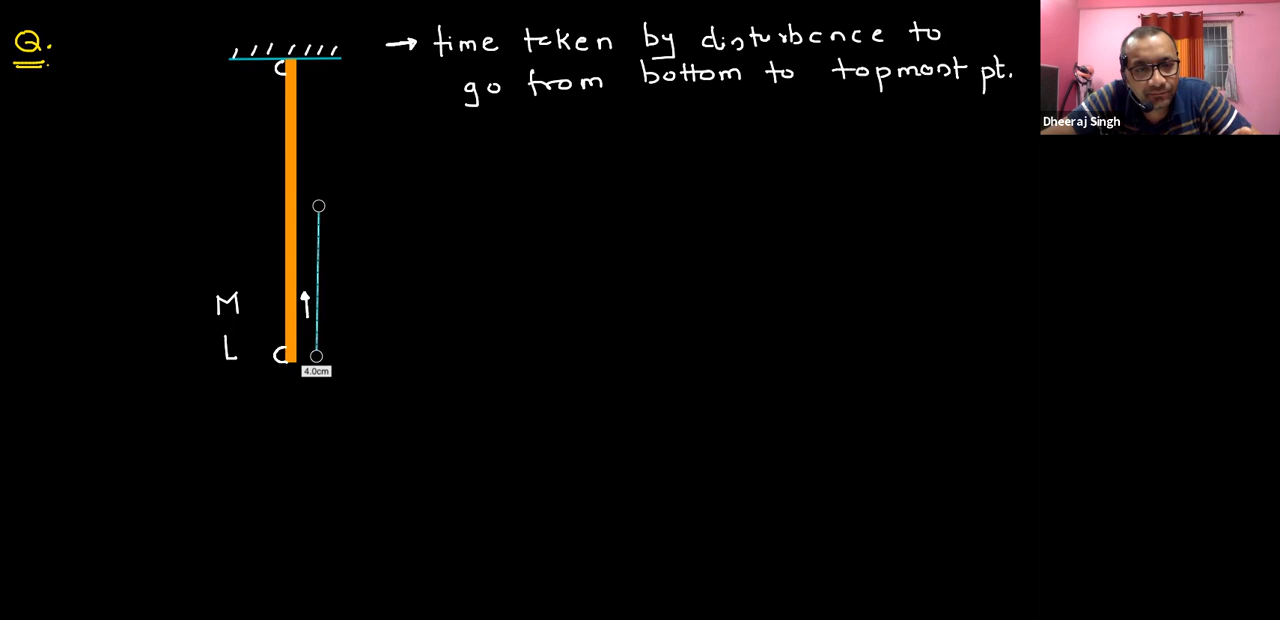 Q.
→ time taken by disturbance to
go from bottom to topmost pt.
Dheeraj Singh
M
L
4.0cm